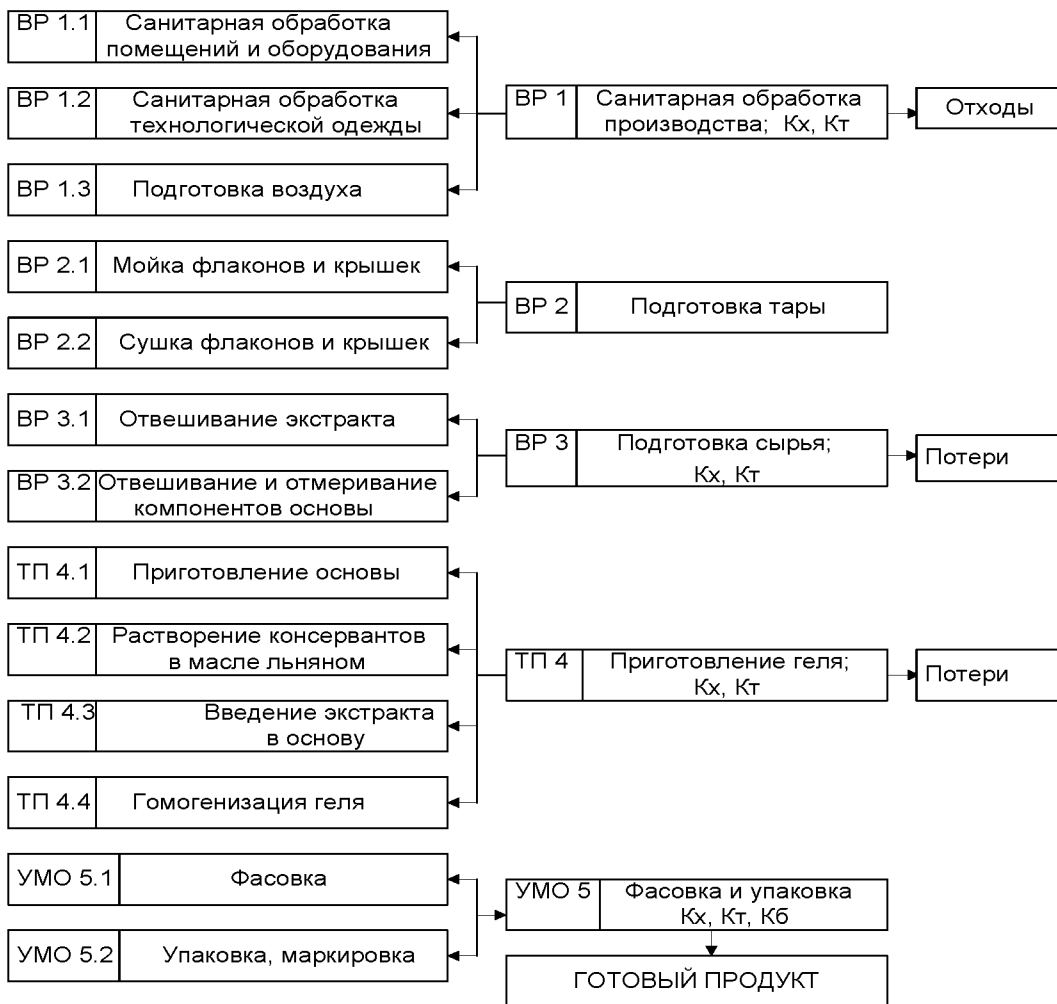 ВР 1.1 Санитарная обработка
помещений и оборудования
ВР 1.2 Санитарная обработка
технологической одежды
ВР 1 Санитарная обработка
производства; Кх, Кт
Отходы
ВР 1.3 Подготовка воздуха
ВР 2.1 Мойка флаконов и крышек
ВР 2 Подготовка тары
ВР 2.2 Сушка флаконов и крышек
ВР 3.1 Отвешивание экстракта
ВР 3 Подготовка сырья;
Кх, Кт
Потери
ВР 3.2 Отвешивание и отмеривание
компонентов основы
ТП 4.1 Приготовление основы
ТП 4.2 Растворение консервантов
в масле льняном
ТП 4 Приготовление геля;
Кх, Кт
Потери
ТП 4.3 Введение экстракта
в основу
ТП 4.4 Гомогенизация геля
УМО 5.1 Фасовка
УМО 5 Фасовка и упаковка
Кх, Кт, Кб
УМО 5.2 Упаковка, маркировка
ГОТОВЫЙ ПРОДУКТ